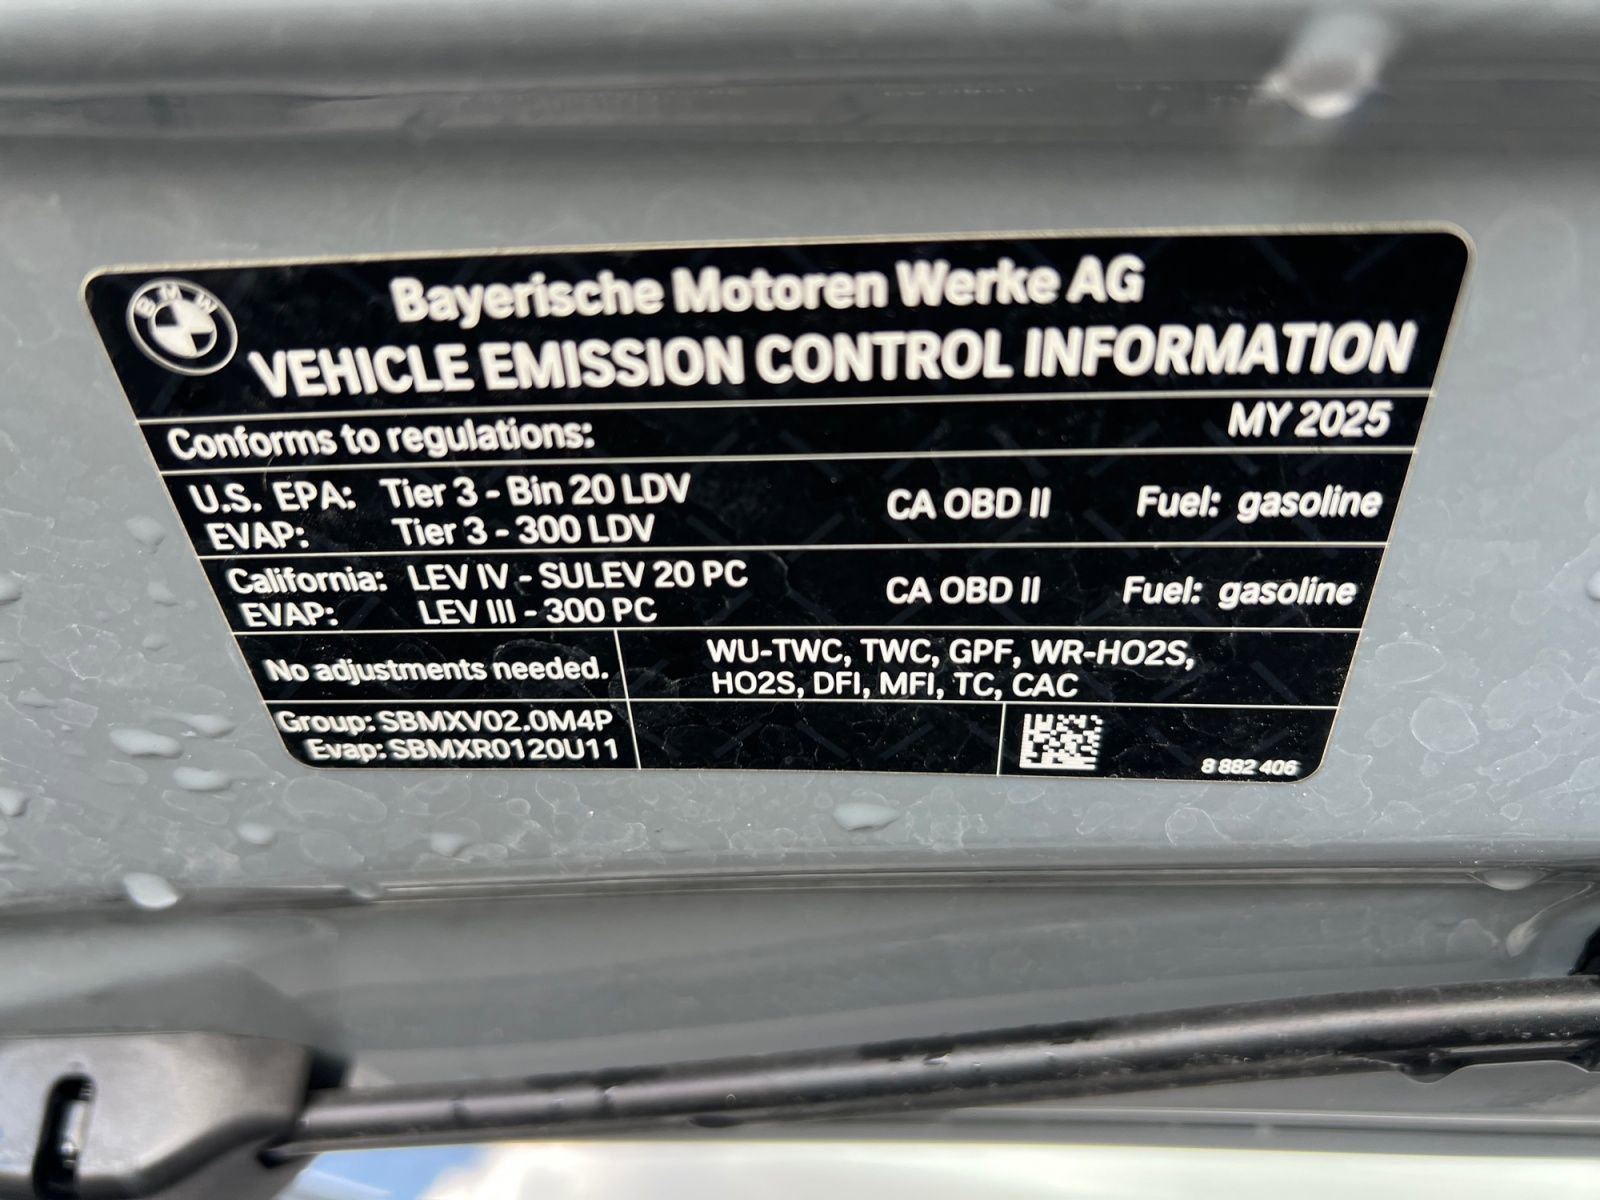 BMW
Bayerische Motoren Werke AG
VEHICLE EMISSION CONTROL INFORMATION
Conforms to regulations: MY 2025
U.S. EPA: Tier 3 - Bin 20 LDV CA OBD II Fuel: gasoline
EVAP: Tier 3 - 300 LDV
California: LEV IV - SULEV 20 PC CA OBD II Fuel: gasoline
EVAP: LEV III - 300 PC
No adjustments needed.
WU-TWC, TWC, GPF, WR-HO2S,
HO2S, DFI, MFI, TC, CAC
Group: SBMXV02.0M4P
Evap: SBMXR0120U11
8 882 406